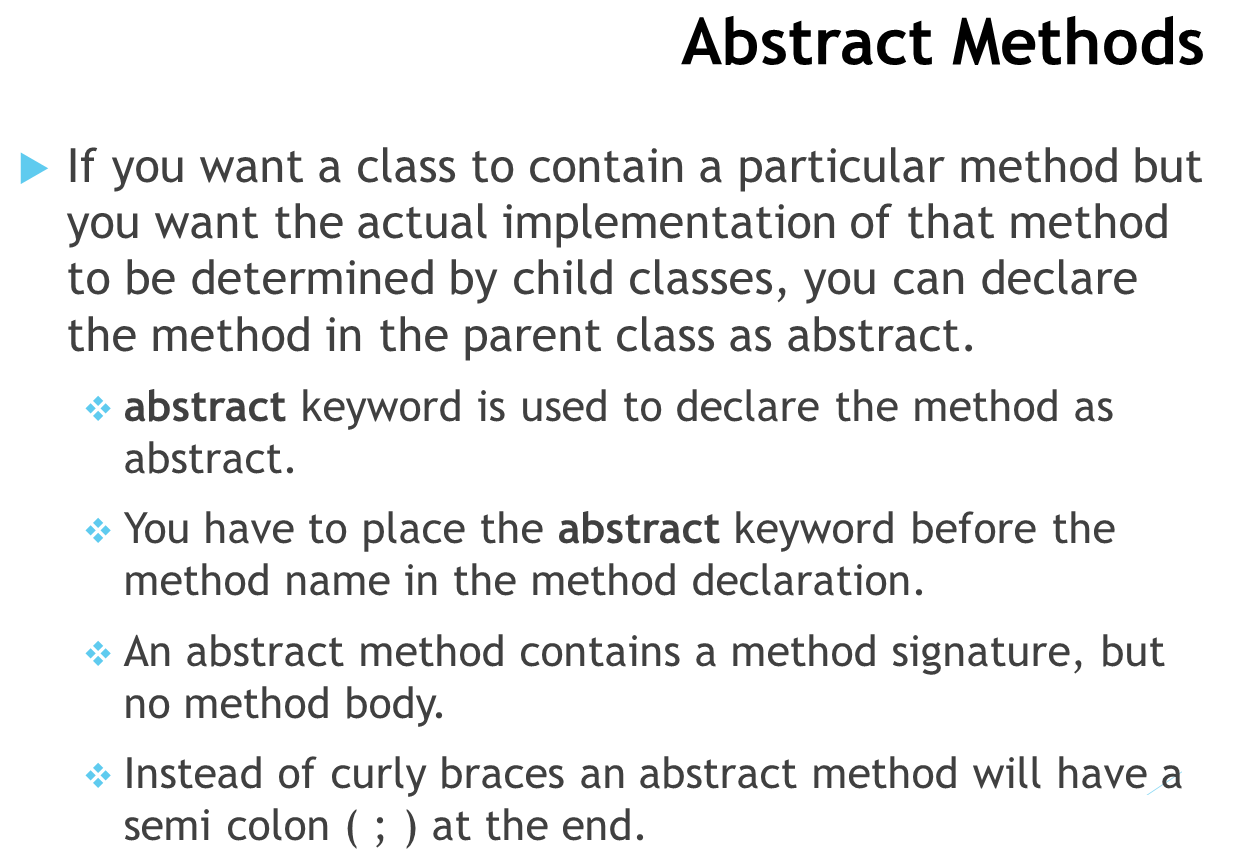 Abstract Methods
If you want a class to contain a particular method but
you want the actual implementation of that method
to be determined by child classes, you can declare
the method in the parent class as abstract.
abstract keyword is used to declare the method as
abstract.
You have to place the abstract keyword before the
method name in the method declaration.
An abstract method contains a method signature, but
no method body.
Instead of curly braces an abstract method will have a
semi colon ( ; ) at the end.